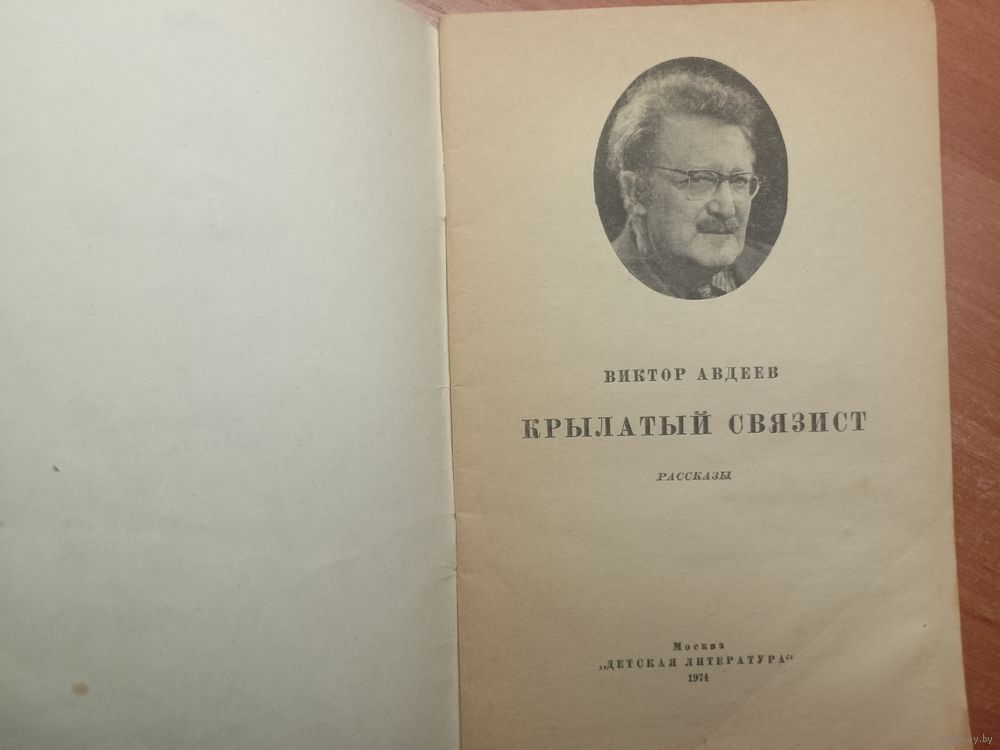 ВИКТОР АВДЕЕВ
КРЫЛАТЫЙ СВЯЗИСТ
РАССКАЗЫ
Москва
„ДЕТСКАЯ ЛИТЕРАТУРА“
1974